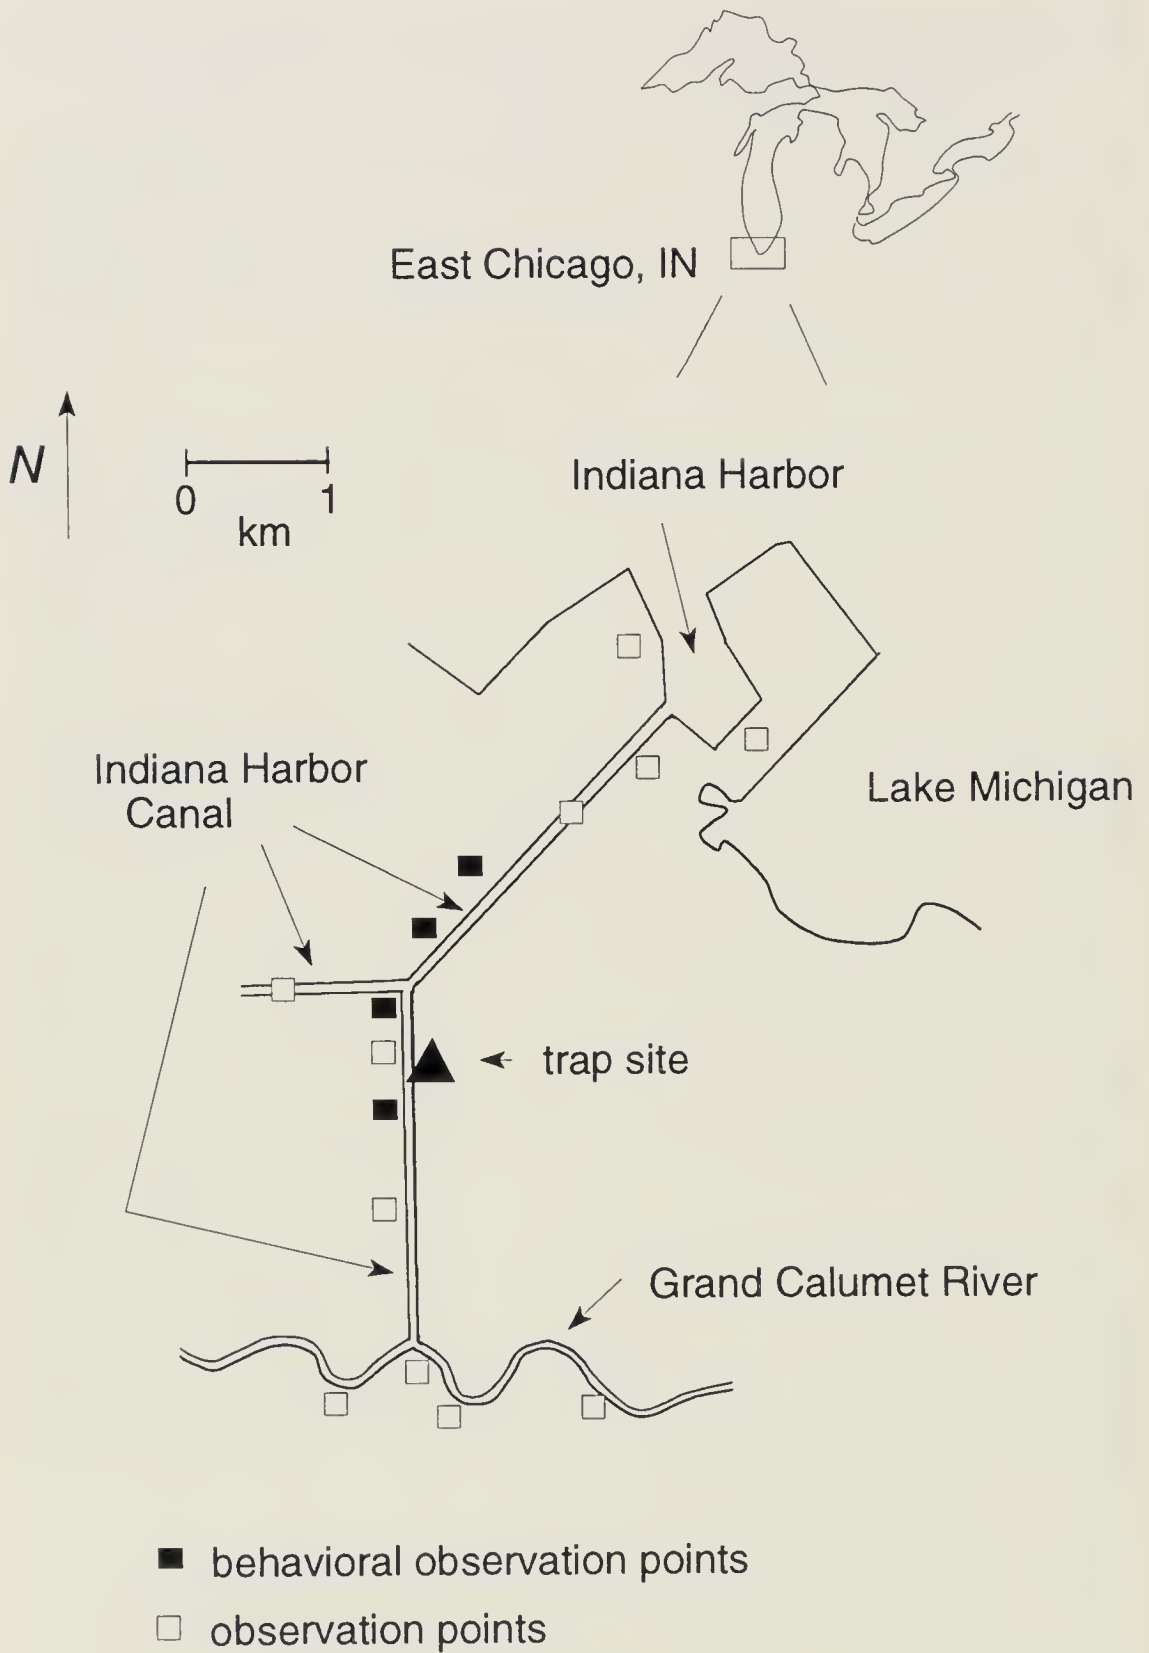 East Chicago, IN
N
0 1
km
Indiana Harbor
Indiana Harbor
Canal
Lake Michigan
trap site
Grand Calumet River
behavioral observation points
observation points